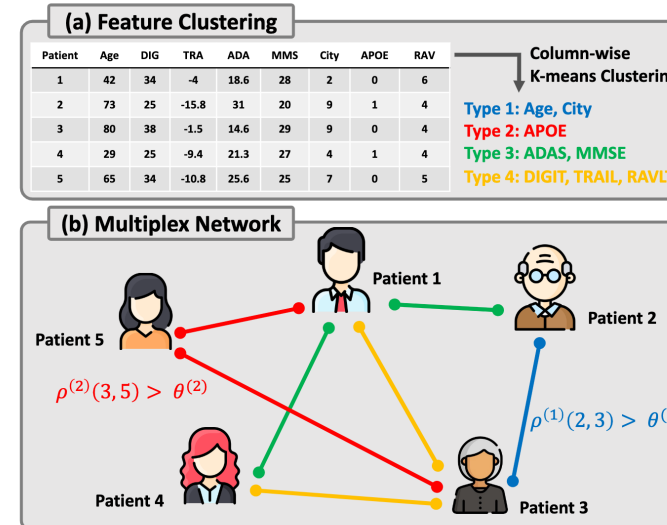 (a) Feature Clustering
Patient Age DIG TRA ADA MMS City APOE RAV
1 42 34 -4 18.6 28 2 0 6
2 73 25 -15.8 31 20 9 1 4
3 80 38 -1.5 14.6 29 9 0 4
4 29 25 -9.4 21.3 27 4 1 4
5 65 34 -10.8 25.6 25 7 0 5
Column-wise
K-means Clusterin
Type 1: Age, City
Type 2: APOE
Type 3: ADAS, MMSE
Type 4: DIGIT, TRAIL, RAVL
(b) Multiplex Network
Patient 1
Patient 2
Patient 5
ρ⁽²⁾(3,5) > θ⁽²⁾
ρ⁽¹⁾(2,3) > θ⁽
Patient 4
Patient 3